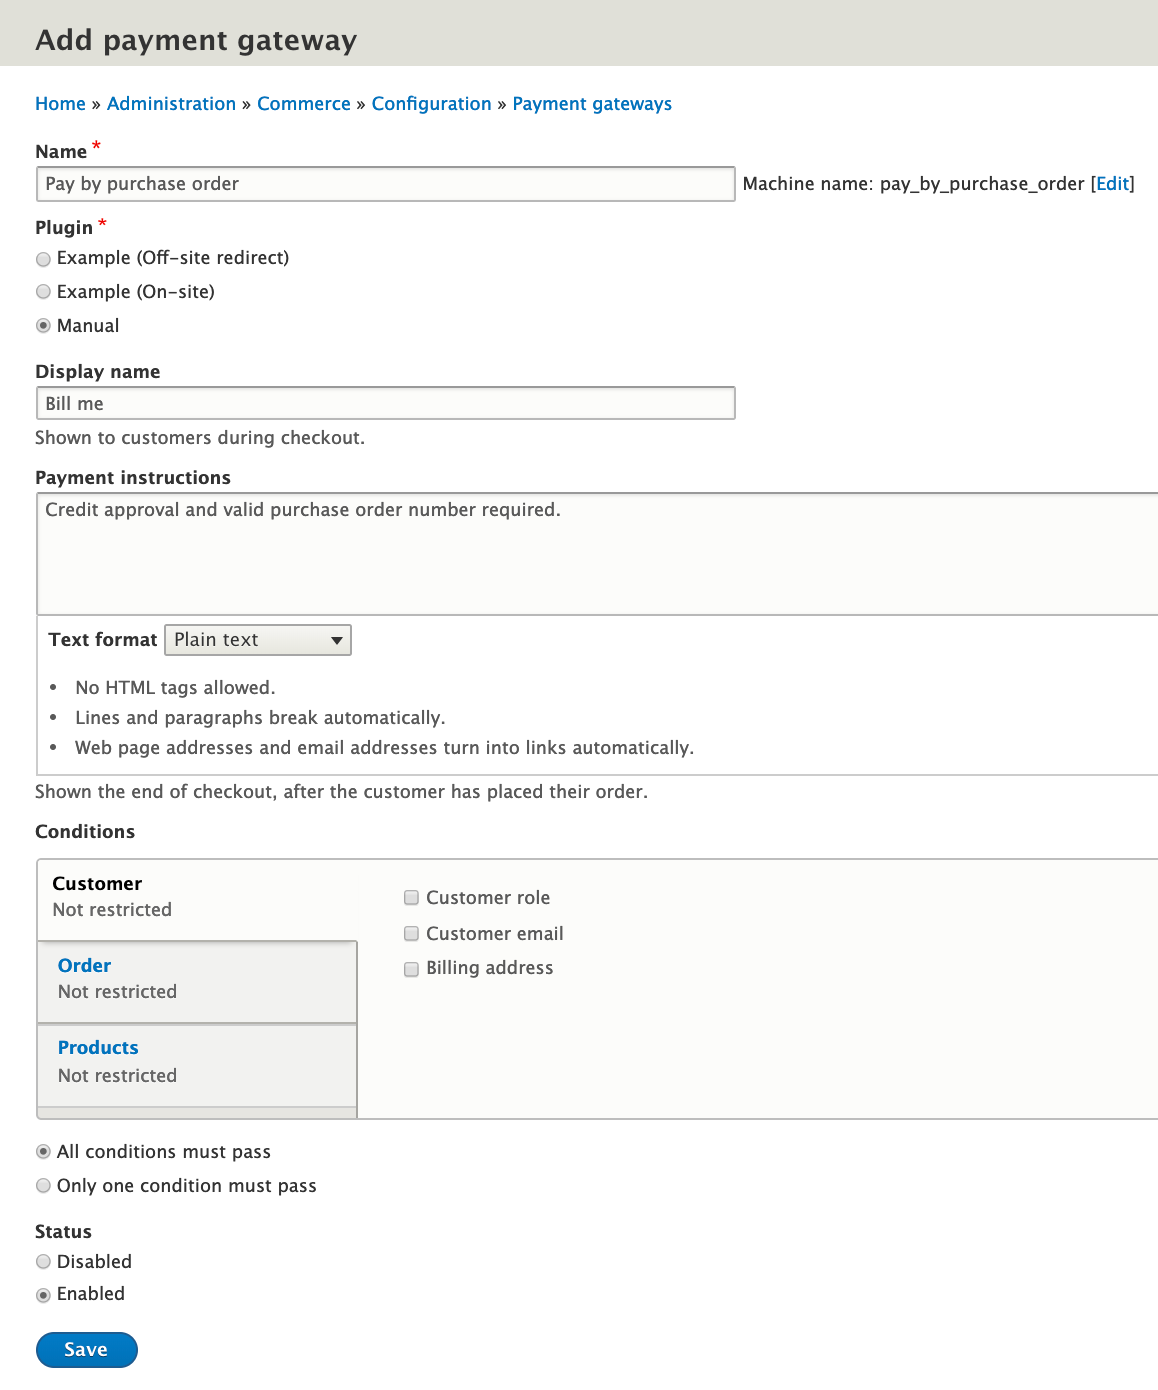 Add payment gateway
Home » Administration » Commerce » Configuration » Payment gateways
Name *
Pay by purchase order Machine name: pay_by_purchase_order [Edit]
Plugin *
Example (Off-site redirect)
Example (On-site)
Manual
Display name
Bill me
Shown to customers during checkout.
Payment instructions
Credit approval and valid purchase order number required.
Text format Plain text
• No HTML tags allowed.
• Lines and paragraphs break automatically.
• Web page addresses and email addresses turn into links automatically.
Shown the end of checkout, after the customer has placed their order.
Conditions
Customer
Not restricted
Order
Not restricted
Products
Not restricted
Customer role
Customer email
Billing address
All conditions must pass
Only one condition must pass
Status
Disabled
Enabled
Save